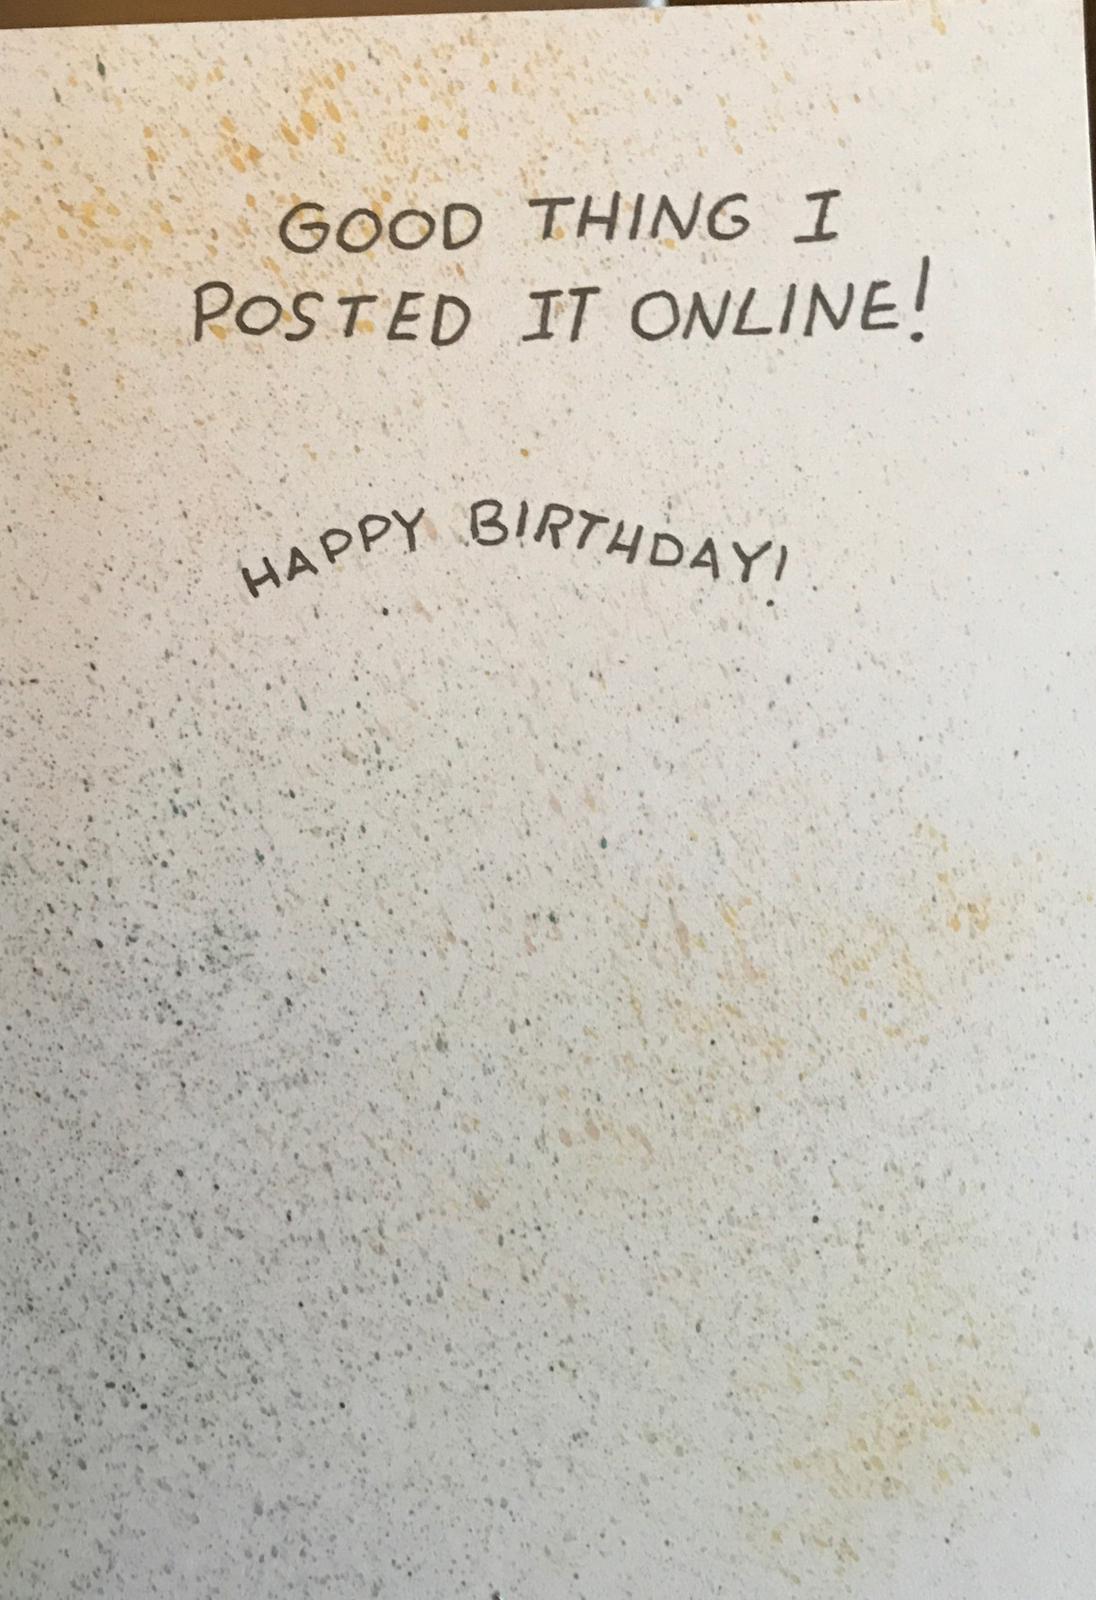 GOOD THING I
POSTED IT ONLINE!
HAPPY BIRTHDAY!